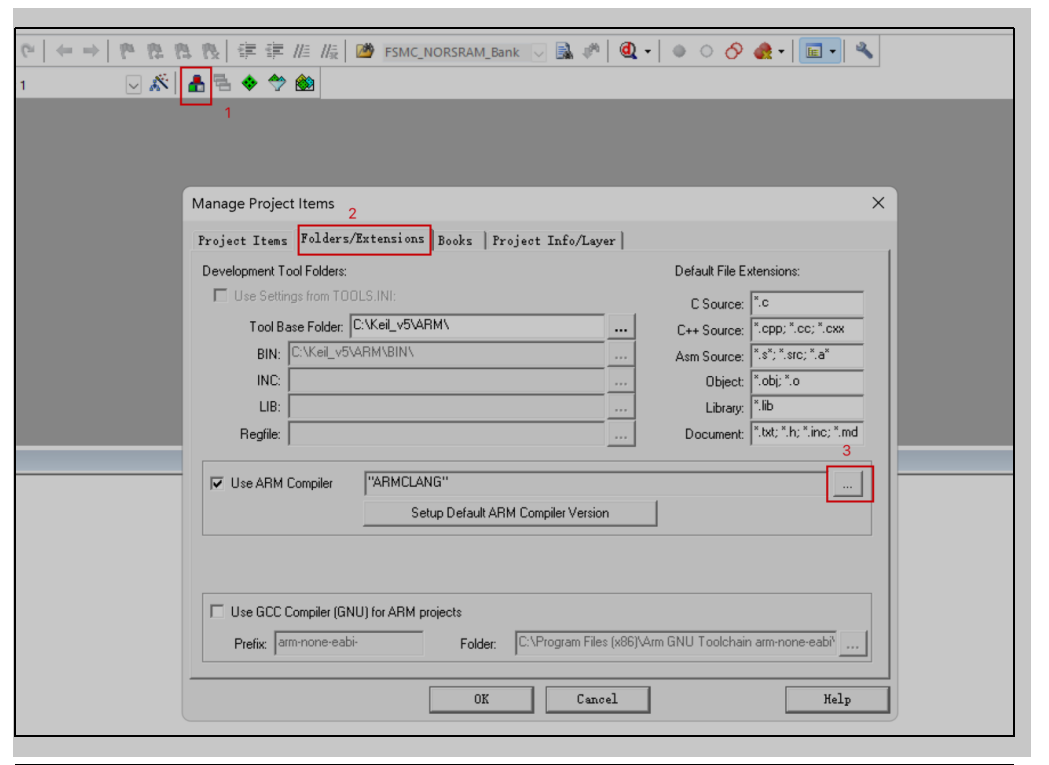 FSMC_NORSRAM_Bank
1
1
Manage Project Items
2
Project Items Folders/Extensions Books Project Info/Layer
Development Tool Folders: Default File Extensions:
Use Settings from TOOLS.INI:
C Source: *.c
Tool Base Folder: C:\Keil_v5\ARM\ ... C++ Source: *.cpp; *.cc; *.cxx
BIN: C:\Keil_v5\ARM\BIN\ ... Asm Source: *.s*; *.src; *.a*
INC: ... Object: *.obj; *.o
LIB: ... Library: *.lib
Regfile: ... Document: *.txt; *.h; *.inc; *.md
3
Use ARM Compiler "ARMCLANG" ...
Setup Default ARM Compiler Version
Use GCC Compiler (GNU) for ARM projects
Prefix: arm-none-eabi- Folder: C:\Program Files (x86)\Arm GNU Toolchain arm-none-eabi\ ...
OK Cancel Help